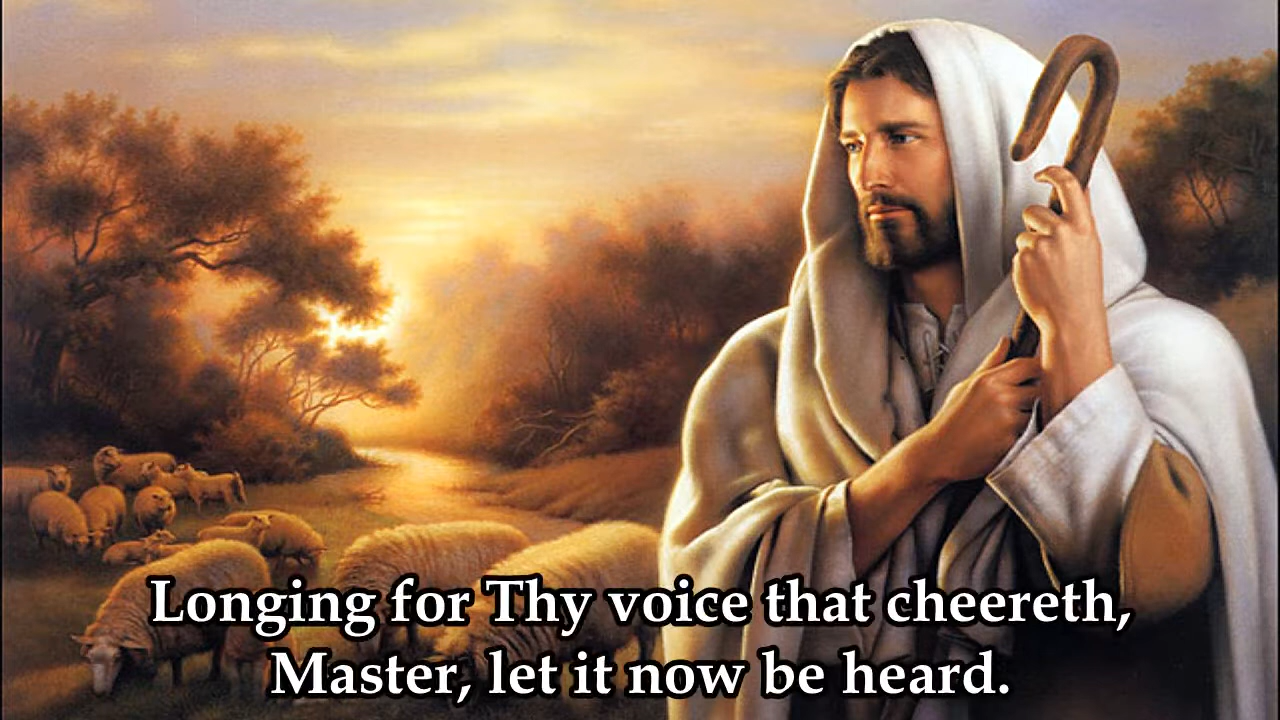 Longing for Thy voice that cheereth,
Master, let it now be heard.